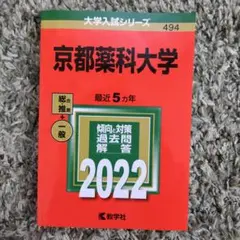 大学入試シリーズ
494
京都薬科大学
最近5カ年
総合
推薦
+
一般
傾向と対策
過去問
解答
2022
教学社